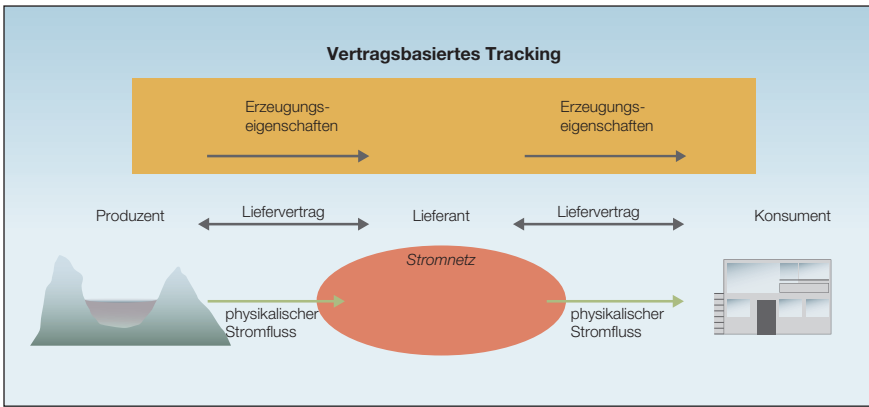 Vertragsbasiertes Tracking
Erzeugungs-
eigenschaften
Erzeugungs-
eigenschaften
Produzent
Liefervertrag
Lieferant
Liefervertrag
Konsument
Stromnetz
physikalischer
Stromfluss
physikalischer
Stromfluss